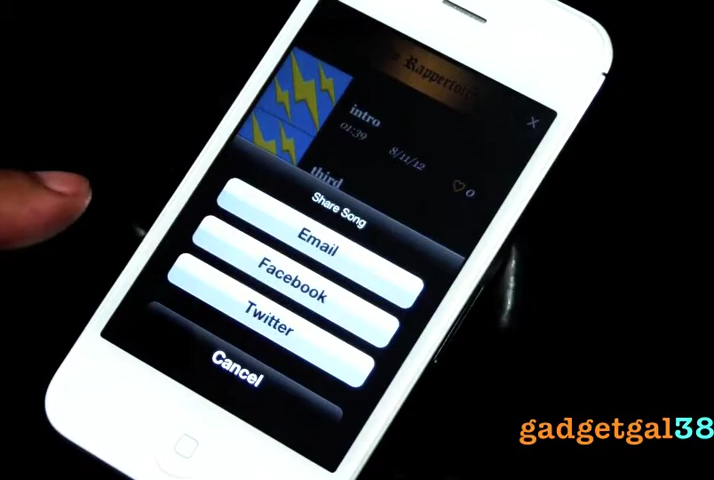 Rappertoire
intro
01:39
8/11/12
0
third
Share Song
Email
Facebook
Twitter
Cancel
gadgetgal38